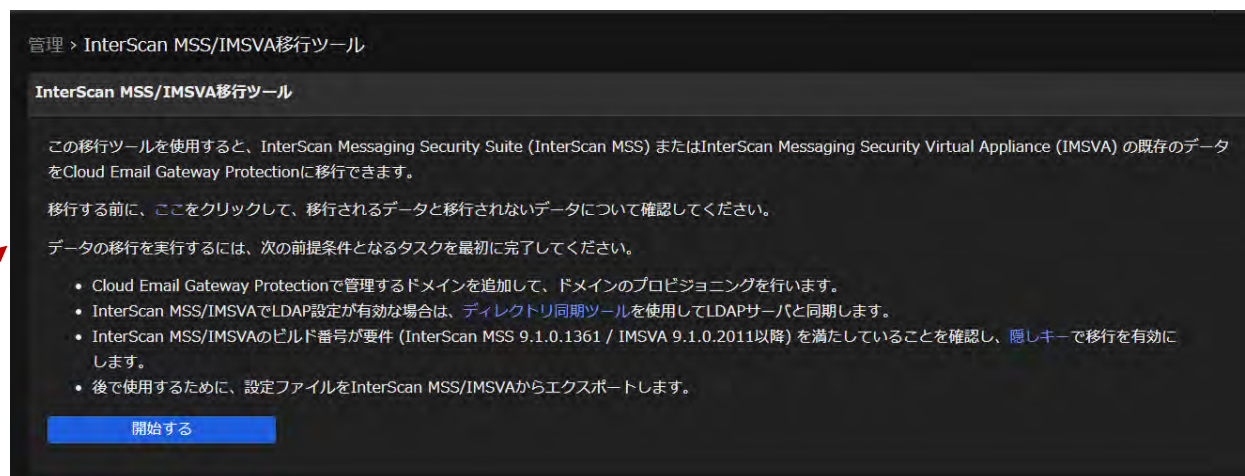 管理 > InterScan MSS/IMSVA移行ツール
InterScan MSS/IMSVA移行ツール
この移行ツールを使用すると、InterScan Messaging Security Suite (InterScan MSS) またはInterScan Messaging Security Virtual Appliance (IMSVA) の既存のデータ
をCloud Email Gateway Protectionに移行できます。
移行する前に、ここをクリックして、移行されるデータと移行されないデータについて確認してください。
データの移行を実行するには、次の前提条件となるタスクを最初に完了してください。
• Cloud Email Gateway Protectionで管理するドメインを追加して、ドメインのプロビジョニングを行います。
• InterScan MSS/IMSVAでLDAP設定が有効な場合は、ディレクトリ同期ツールを使用してLDAPサーバと同期します。
• InterScan MSS/IMSVAのビルド番号が要件 (InterScan MSS 9.1.0.1361 / IMSVA 9.1.0.2011以降) を満たしていることを確認し、隠しキーで移行を有効に
します。
• 後で使用するために、設定ファイルをInterScan MSS/IMSVAからエクスポートします。
開始する